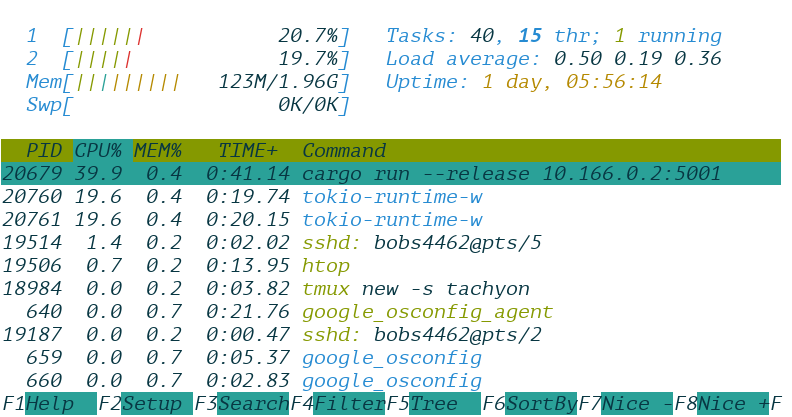 1 [|||||| 20.7%] Tasks: 40, 15 thr; 1 running
2 [||||| 19.7%] Load average: 0.50 0.19 0.36
Mem[||||||||| 123M/1.96G] Uptime: 1 day, 05:56:14
Swp[ 0K/0K]
PID CPU% MEM% TIME+ Command
20679 39.9 0.4 0:41.14 cargo run --release 10.166.0.2:5001
20760 19.6 0.4 0:19.74 tokio-runtime-w
20761 19.6 0.4 0:20.15 tokio-runtime-w
19514 1.4 0.2 0:02.02 sshd: bobs4462@pts/5
19506 0.7 0.2 0:13.95 htop
18984 0.0 0.2 0:03.82 tmux new -s tachyon
640 0.0 0.7 0:21.76 google_osconfig_agent
19187 0.0 0.2 0:00.47 sshd: bobs4462@pts/2
659 0.0 0.7 0:05.37 google_osconfig
660 0.0 0.7 0:02.83 google_osconfig
F1Help F2Setup F3SearchF4FilterF5Tree F6SortByF7Nice -F8Nice +F